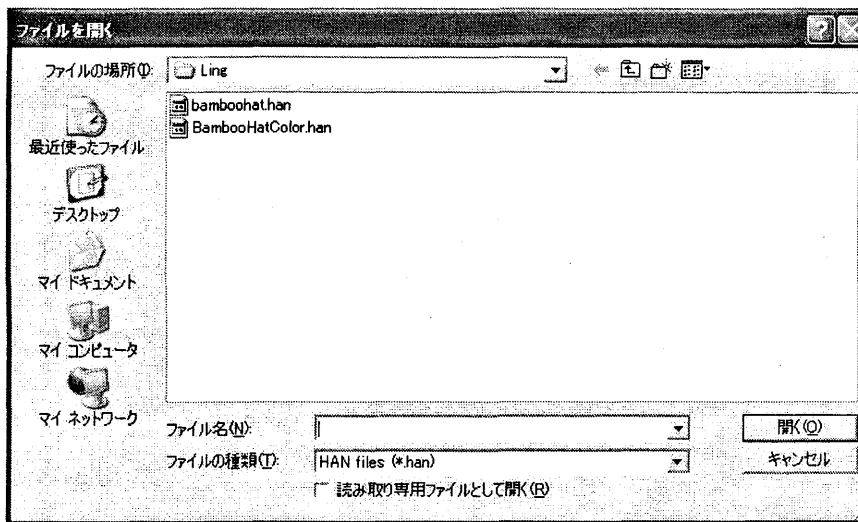 ファイルを開く
ファイルの場所(I):
Ling
bamboohat.han
BambooHatColor.han
最近使ったファイル
デスクトップ
マイ ドキュメント
マイ コンピュータ
マイ ネットワーク
ファイル名(N):
開く(O)
ファイルの種類(T):
HAN files (*.han)
キャンセル
読み取り専用ファイルとして開く(R)